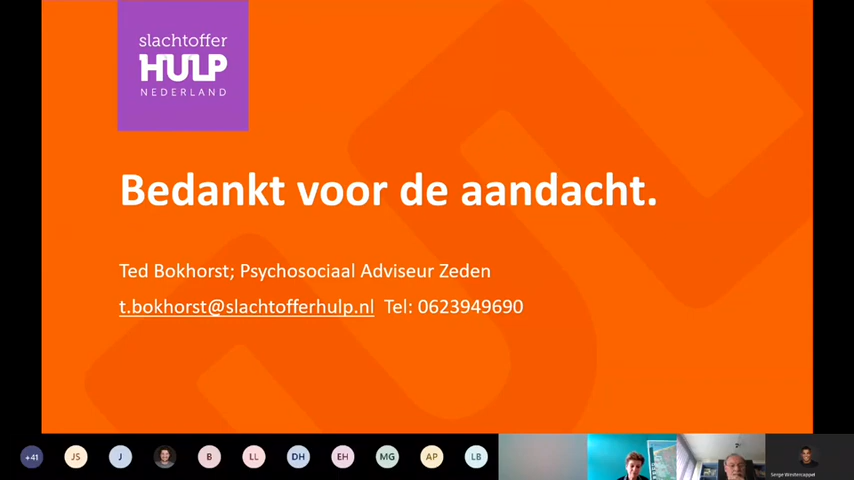 slachtoffer
HULP
NEDERLAND
Bedankt voor de aandacht.
Ted Bokhorst; Psychosociaal Adviseur Zeden
t.bokhorst@slachtofferhulp.nl Tel: 0623949690
+41
JS
J
B
LL
DH
EH
MG
AP
LB